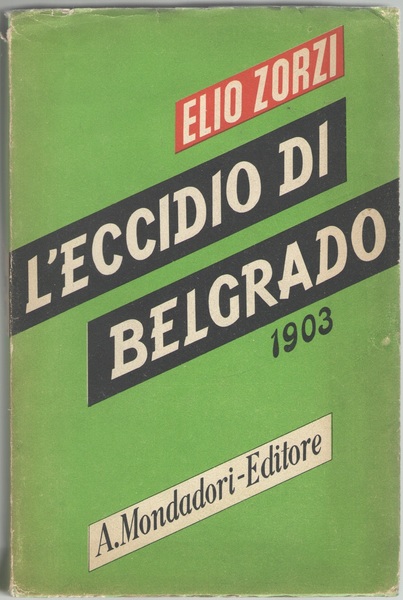 ELIO ZORZI
L'ECCIDIO DI
BELGRADO
1903
A. Mondadori-Editore